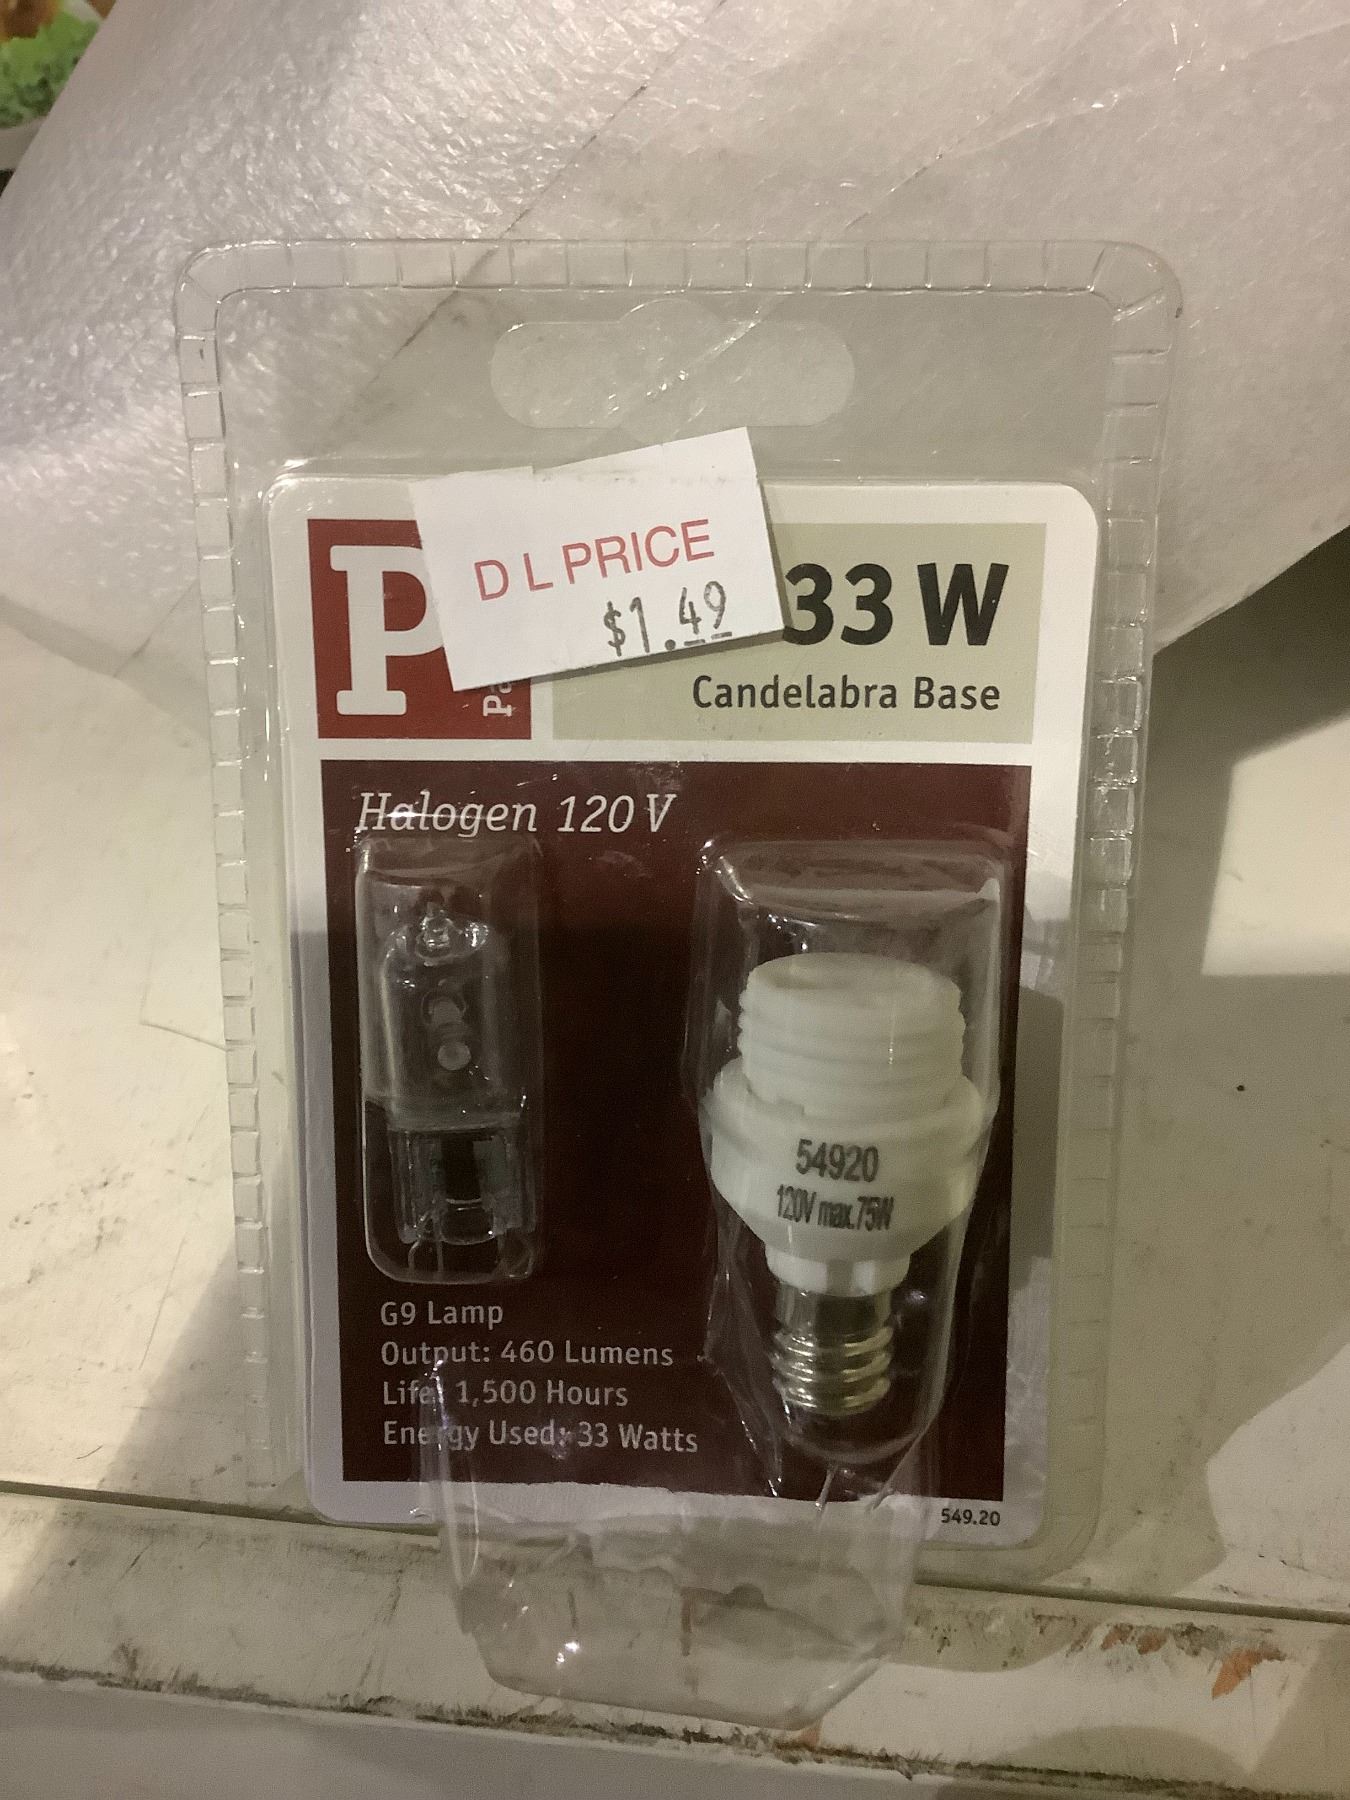 P
D L PRICE
$1.49
33 W
Candelabra Base
Halogen 120 V
54920
120V max.75W
G9 Lamp
Output: 460 Lumens
Life: 1,500 Hours
Energy Used: 33 Watts
549.20